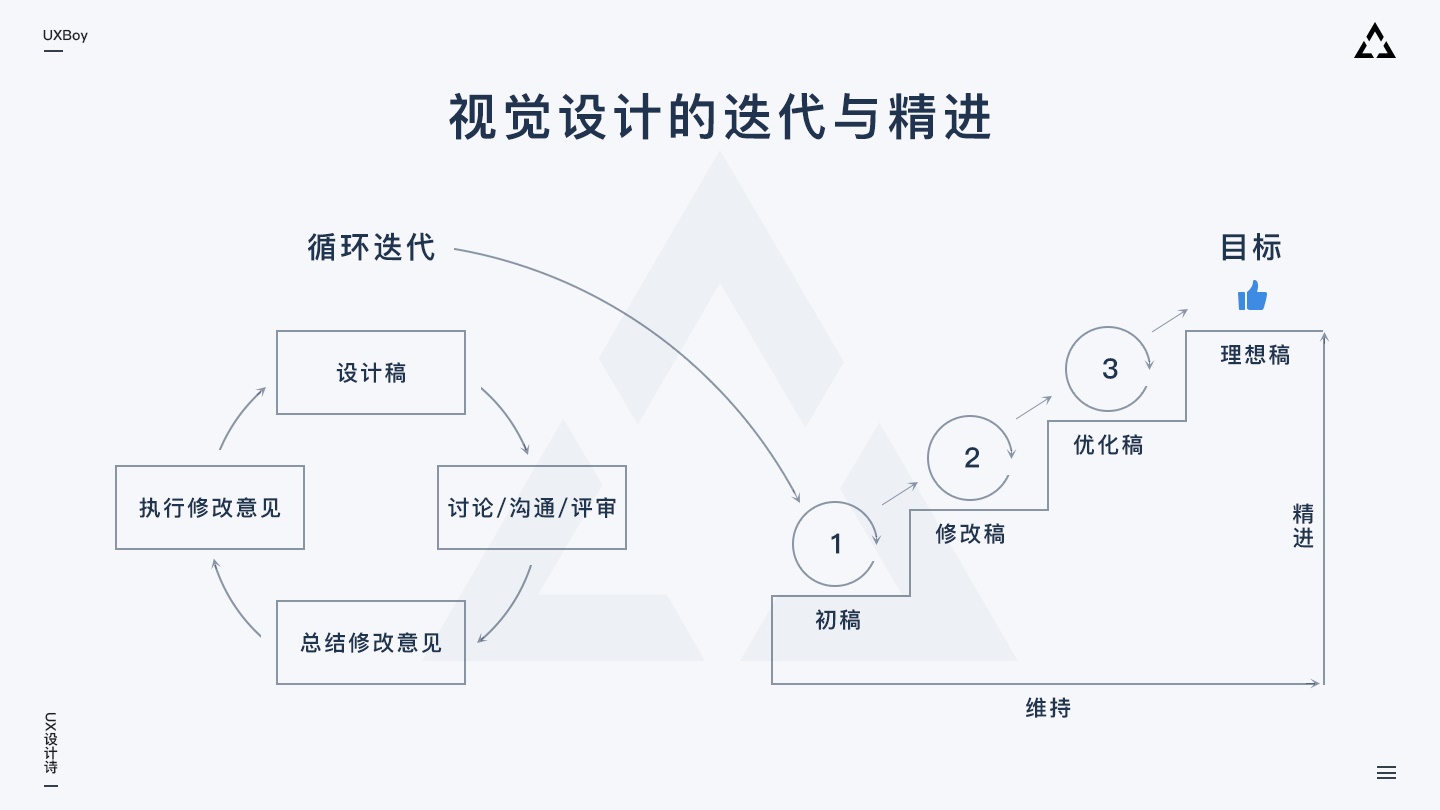 UXBoy
视觉设计的迭代与精进
循环迭代
设计稿
讨论/沟通/评审
总结修改意见
执行修改意见
目标
理想稿
3
优化稿
2
修改稿
1
初稿
精进
维持
UX设计诗